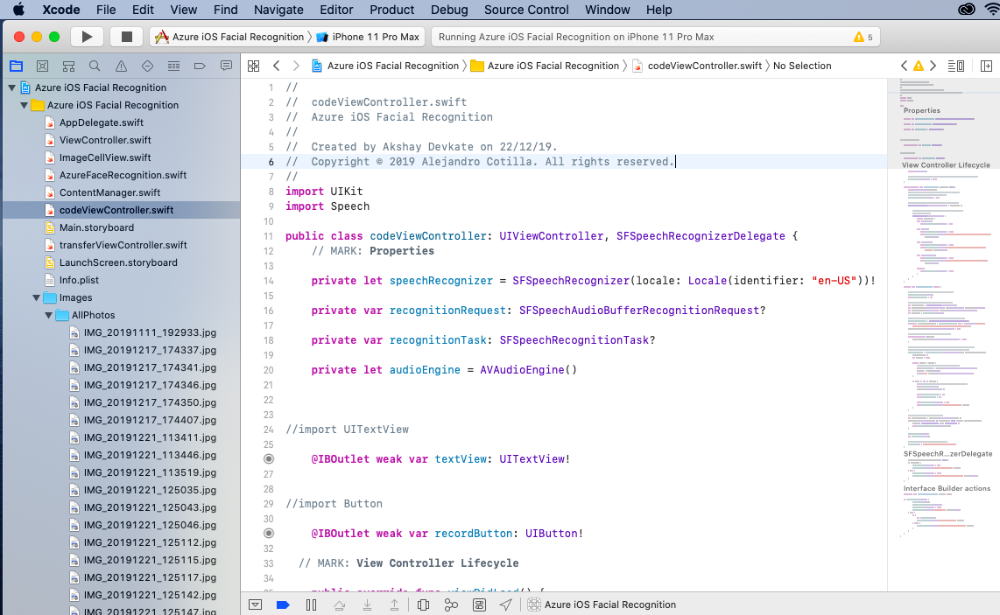 Xcode File Edit View Find Navigate Editor Product Debug Source Control Window Help
Azure iOS Facial Recognition 〉 iPhone 11 Pro Max
Running Azure iOS Facial Recognition on iPhone 11 Pro Max
5
Azure iOS Facial Recognition 〉 Azure iOS Facial Recognition 〉 codeViewController.swift 〉 No Selection
Azure iOS Facial Recognition
Azure iOS Facial Recognition
AppDelegate.swift
ViewController.swift
ImageCellView.swift
AzureFaceRecognition.swift
ContentManager.swift
codeViewController.swift
Main.storyboard
transferViewController.swift
LaunchScreen.storyboard
Info.plist
Images
AllPhotos
IMG_20191111_192933.jpg
IMG_20191217_174337.jpg
IMG_20191217_174341.jpg
IMG_20191217_174346.jpg
IMG_20191217_174350.jpg
IMG_20191217_174407.jpg
IMG_20191221_113411.jpg
IMG_20191221_113446.jpg
IMG_20191221_113519.jpg
IMG_20191221_125035.jpg
IMG_20191221_125043.jpg
IMG_20191221_125046.jpg
IMG_20191221_125112.jpg
IMG_20191221_125115.jpg
IMG_20191221_125117.jpg
IMG_20191221_125142.jpg
IMG_20191221_125147.jpg
1 //
2 // codeViewController.swift
3 // Azure iOS Facial Recognition
4 //
5 // Created by Akshay Devkate on 22/12/19.
6 // Copyright © 2019 Alejandro Cotilla. All rights reserved.
7 //
8 import UIKit
9 import Speech
10
11 public class codeViewController: UIViewController, SFSpeechRecognizerDelegate {
12 // MARK: Properties
13
14 private let speechRecognizer = SFSpeechRecognizer(locale: Locale(identifier: "en-US"))!
15
16 private var recognitionRequest: SFSpeechAudioBufferRecognitionRequest?
17
18 private var recognitionTask: SFSpeechRecognitionTask?
19
20 private let audioEngine = AVAudioEngine()
21
22
23
24 //import UITextView
25
@IBOutlet weak var textView: UITextView!
27
28
29 //import Button
30
@IBOutlet weak var recordButton: UIButton!
32
33 // MARK: View Controller Lifecycle
34
public override func viewDidLoad() {
Properties
View Controller Lifecycle
SFSpeechR...zerDelegate
Interface Builder actions
Azure iOS Facial Recognition